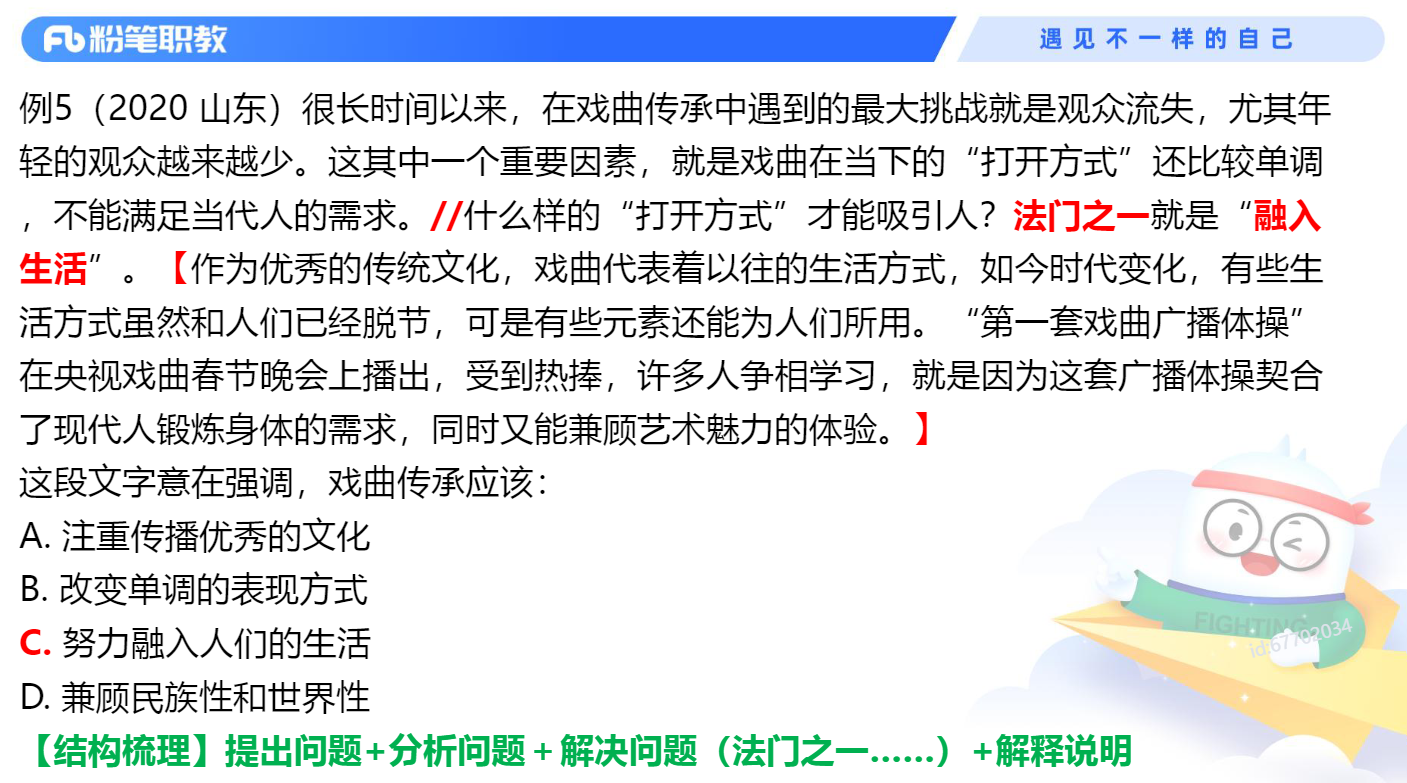 粉笔职教
遇见不一样的自己
例5（2020 山东）很长时间以来，在戏曲传承中遇到的最大挑战就是观众流失，尤其年
轻的观众越来越少。这其中一个重要因素，就是戏曲在当下的“打开方式”还比较单调
，不能满足当代人的需求。//什么样的“打开方式”才能吸引人？法门之一就是“融入
生活”。【作为优秀的传统文化，戏曲代表着以往的生活方式，如今时代变化，有些生
活方式虽然和人们已经脱节，可是有些元素还能为人们所用。“第一套戏曲广播体操”
在央视戏曲春节晚会上播出，受到热捧，许多人争相学习，就是因为这套广播体操契合
了现代人锻炼身体的需求，同时又能兼顾艺术魅力的体验。】
这段文字意在强调，戏曲传承应该：
A. 注重传播优秀的文化
B. 改变单调的表现方式
C. 努力融入人们的生活
D. 兼顾民族性和世界性
【结构梳理】提出问题+分析问题＋解决问题（法门之一……）+解释说明
FIGHTING
id:67702034